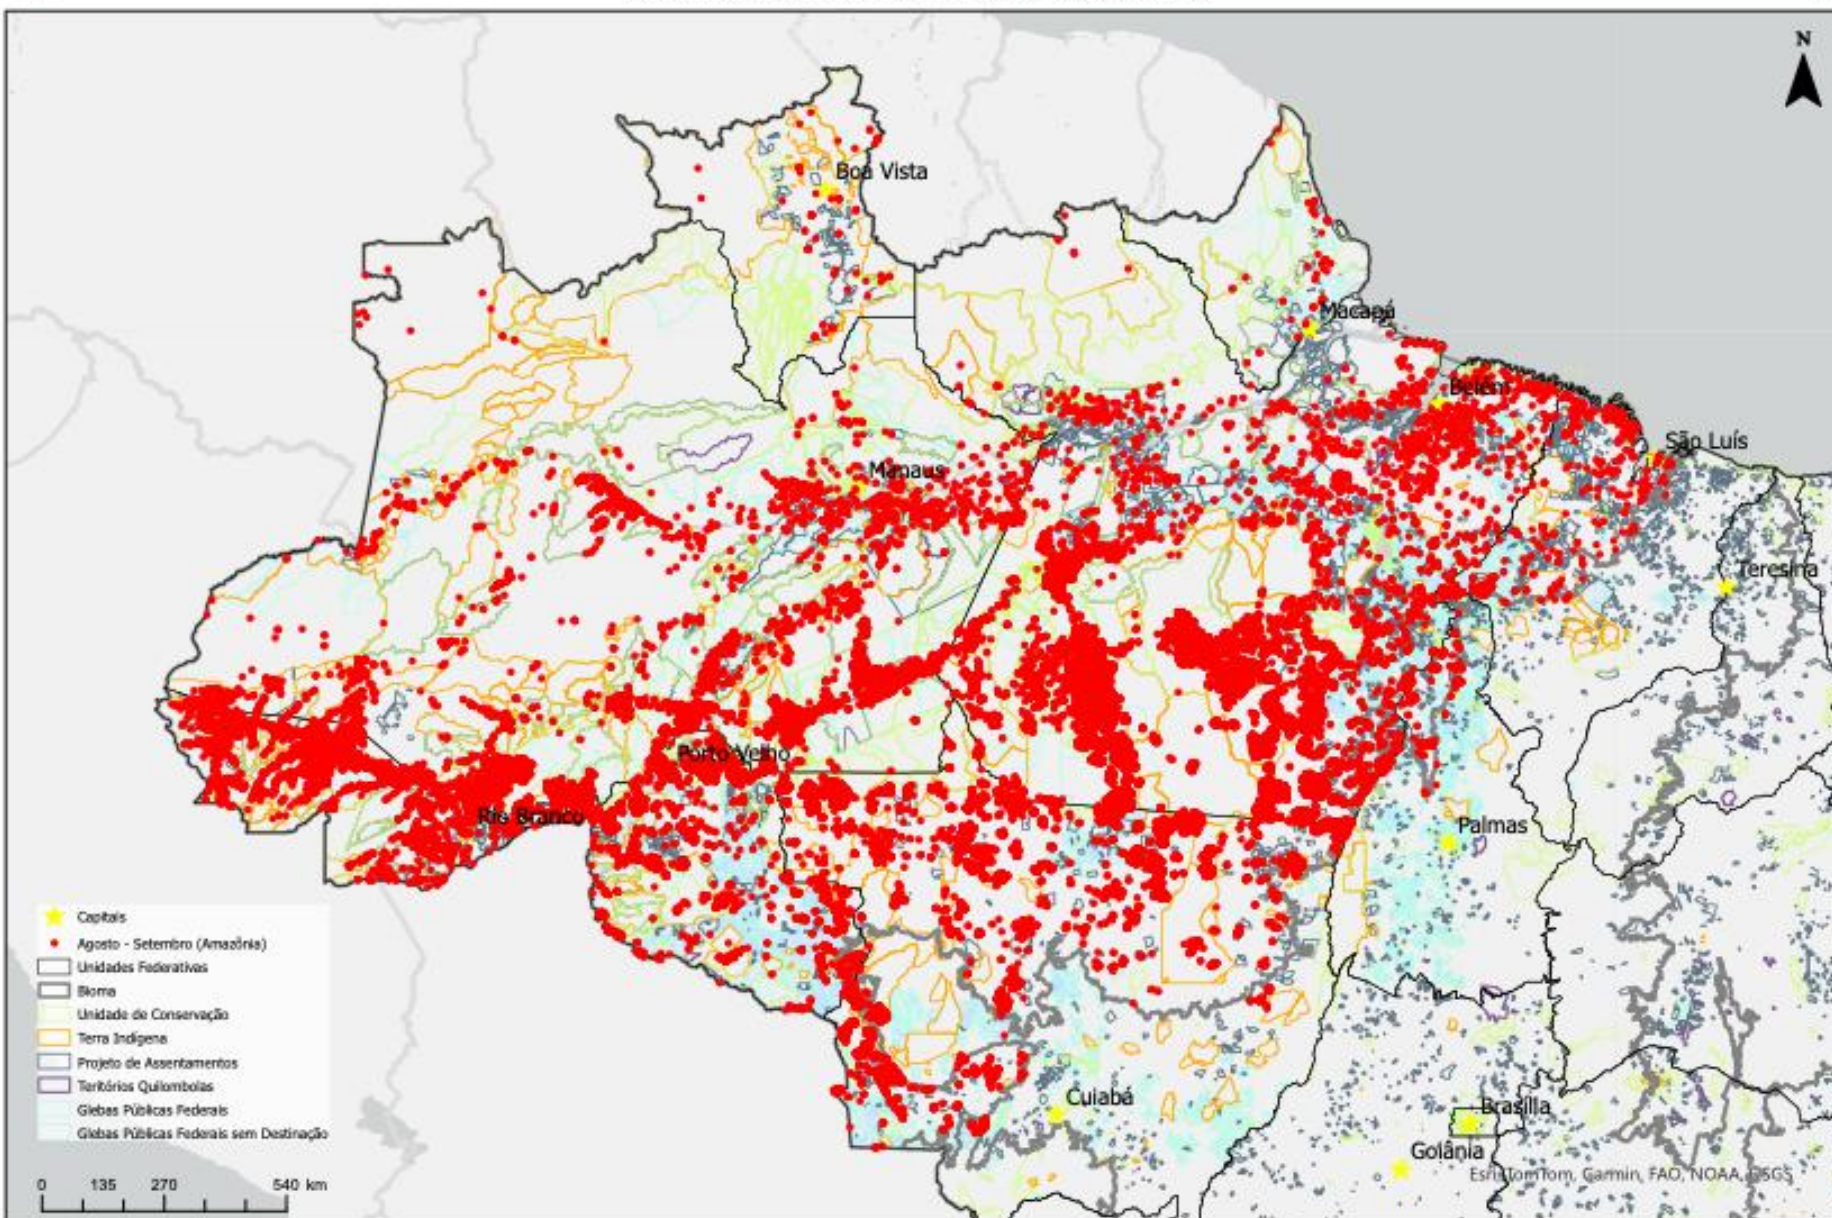 N
Boa Vista
Macapá
Belém
São Luís
Manaus
Teresina
Porto Velho
Rio Branco
Palmas
Capitais
Agosto - Setembro (Amazônia)
Unidades Federativas
Bioma
Unidade de Conservação
Terra Indígena
Projeto de Assentamentos
Teritórios Quilombolas
Glebas Públicas Federais
Glebas Públicas Federais sem Destinação
Cuiabá
Brasília
Goiânia
Esri, TomTom, Garmin, FAO, NOAA, USGS
0 135 270 540 km